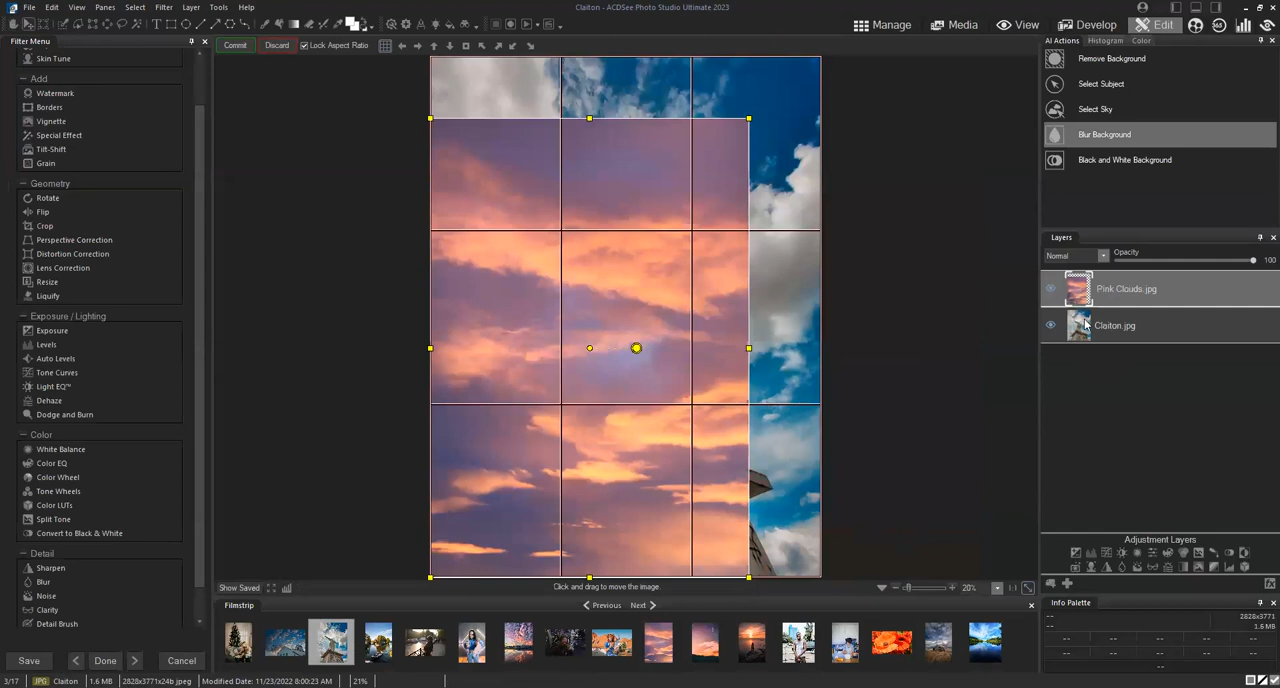 File Edit View Panes Select Filter Layer Tools Help
Claiton - ACDSee Photo Studio Ultimate 2023
Manage Media View Develop Edit 365
Filter Menu
Skin Tune
Add
Watermark
Borders
Vignette
Special Effect
Tilt-Shift
Grain
Geometry
Rotate
Flip
Crop
Perspective Correction
Distortion Correction
Lens Correction
Resize
Liquify
Exposure / Lighting
Exposure
Levels
Auto Levels
Tone Curves
Light EQ™
Dehaze
Dodge and Burn
Color
White Balance
Color EQ
Color Wheel
Tone Wheels
Color LUTs
Split Tone
Convert to Black & White
Detail
Sharpen
Blur
Noise
Clarity
Detail Brush
Save Done Cancel
Commit Discard Lock Aspect Ratio
Show Saved
Click and drag to move the image.
20% 1:1
Filmstrip
Previous Next
AI Actions Histogram Color
Remove Background
Select Subject
Select Sky
Blur Background
Black and White Background
Layers
Normal
Opacity
100
Pink Clouds.jpg
Claiton.jpg
Adjustment Layers
Info Palette
-- 2828x3771
-- 1.6 MB
-- -- -- --
-- -- -- --
--
3/17 JPG Claiton 1.6 MB 2828x3771x24b jpeg Modified Date: 11/23/2022 8:00:23 AM 21%